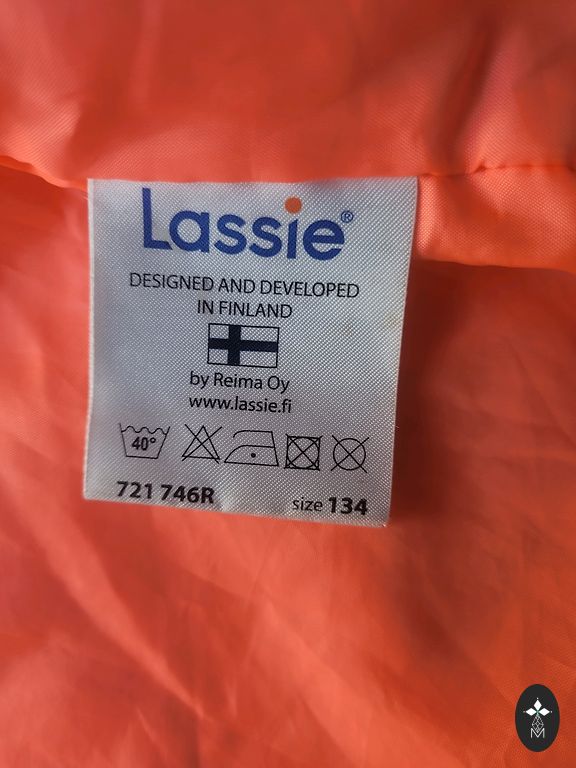 Lassie®
DESIGNED AND DEVELOPED
IN FINLAND
by Reima Oy
www.lassie.fi
40°
721 746R
size 134
M